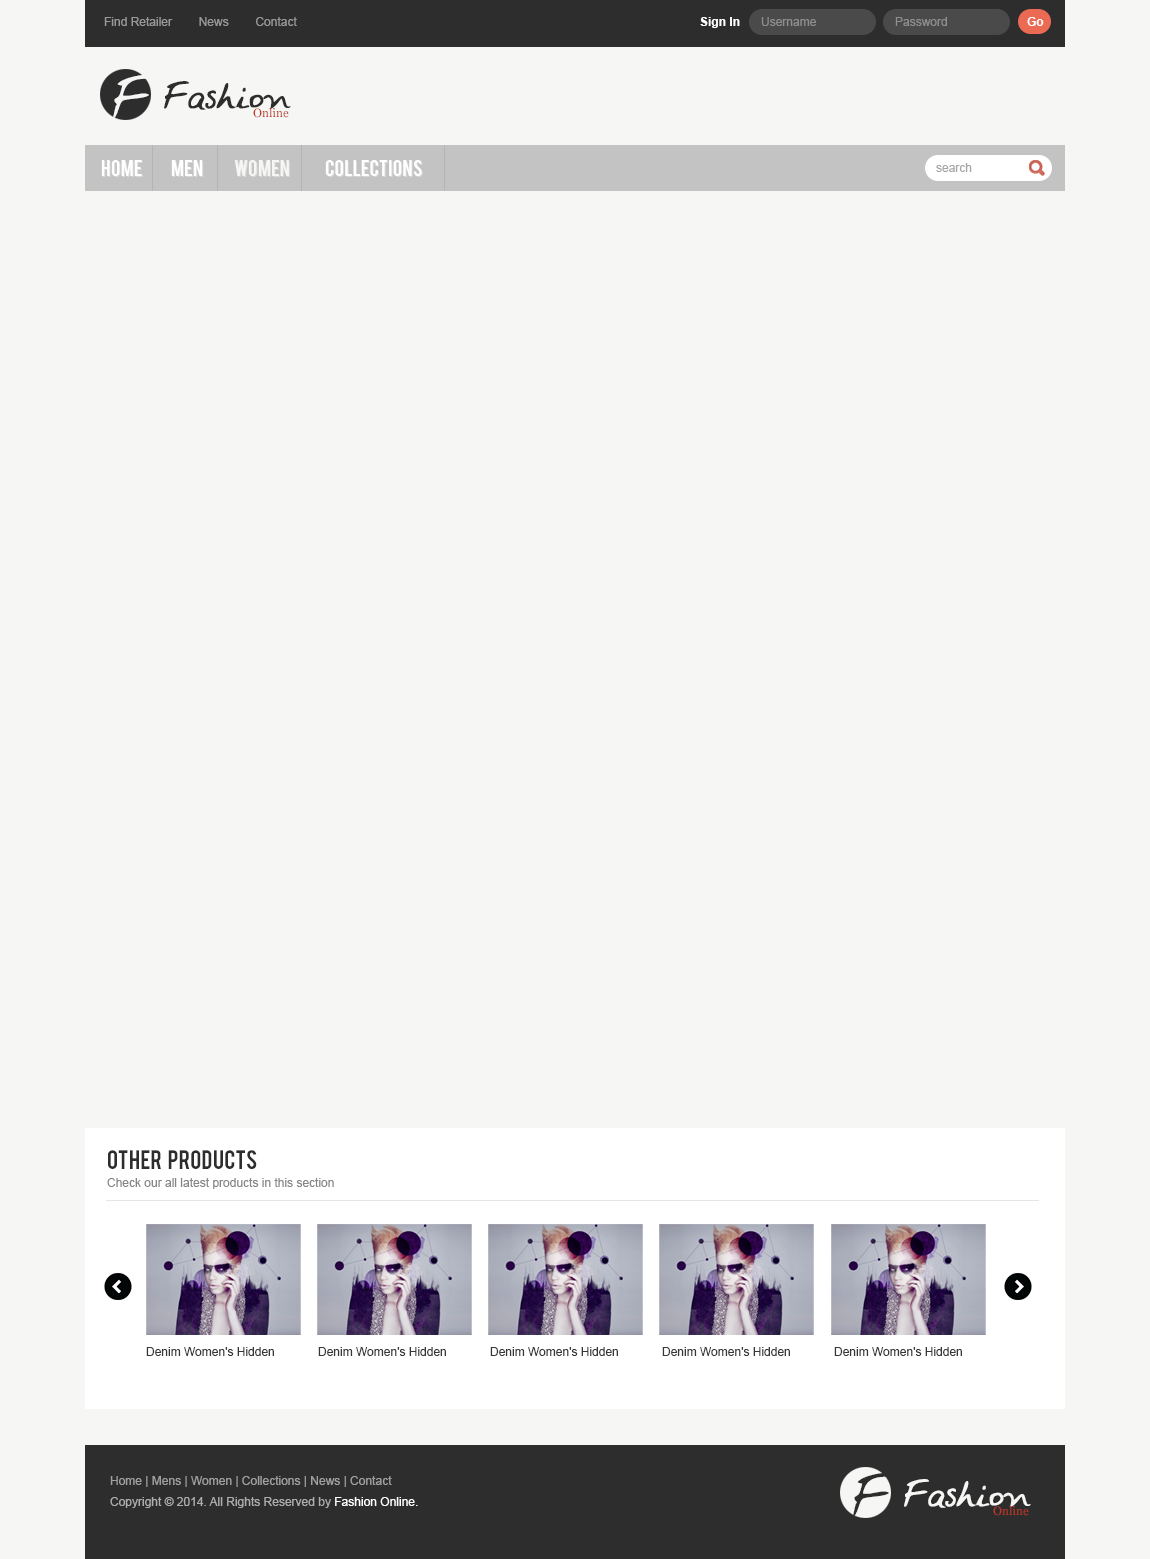 Find Retailer News Contact Sign In Username Password Go
F Fashion
Online
HOME MEN WOMEN COLLECTIONS search
OTHER PRODUCTS
Check our all latest products in this section
Denim Women's Hidden Denim Women's Hidden Denim Women's Hidden Denim Women's Hidden Denim Women's Hidden
Home | Mens | Women | Collections | News | Contact
Copyright © 2014. All Rights Reserved by Fashion Online.
F Fashion
Online